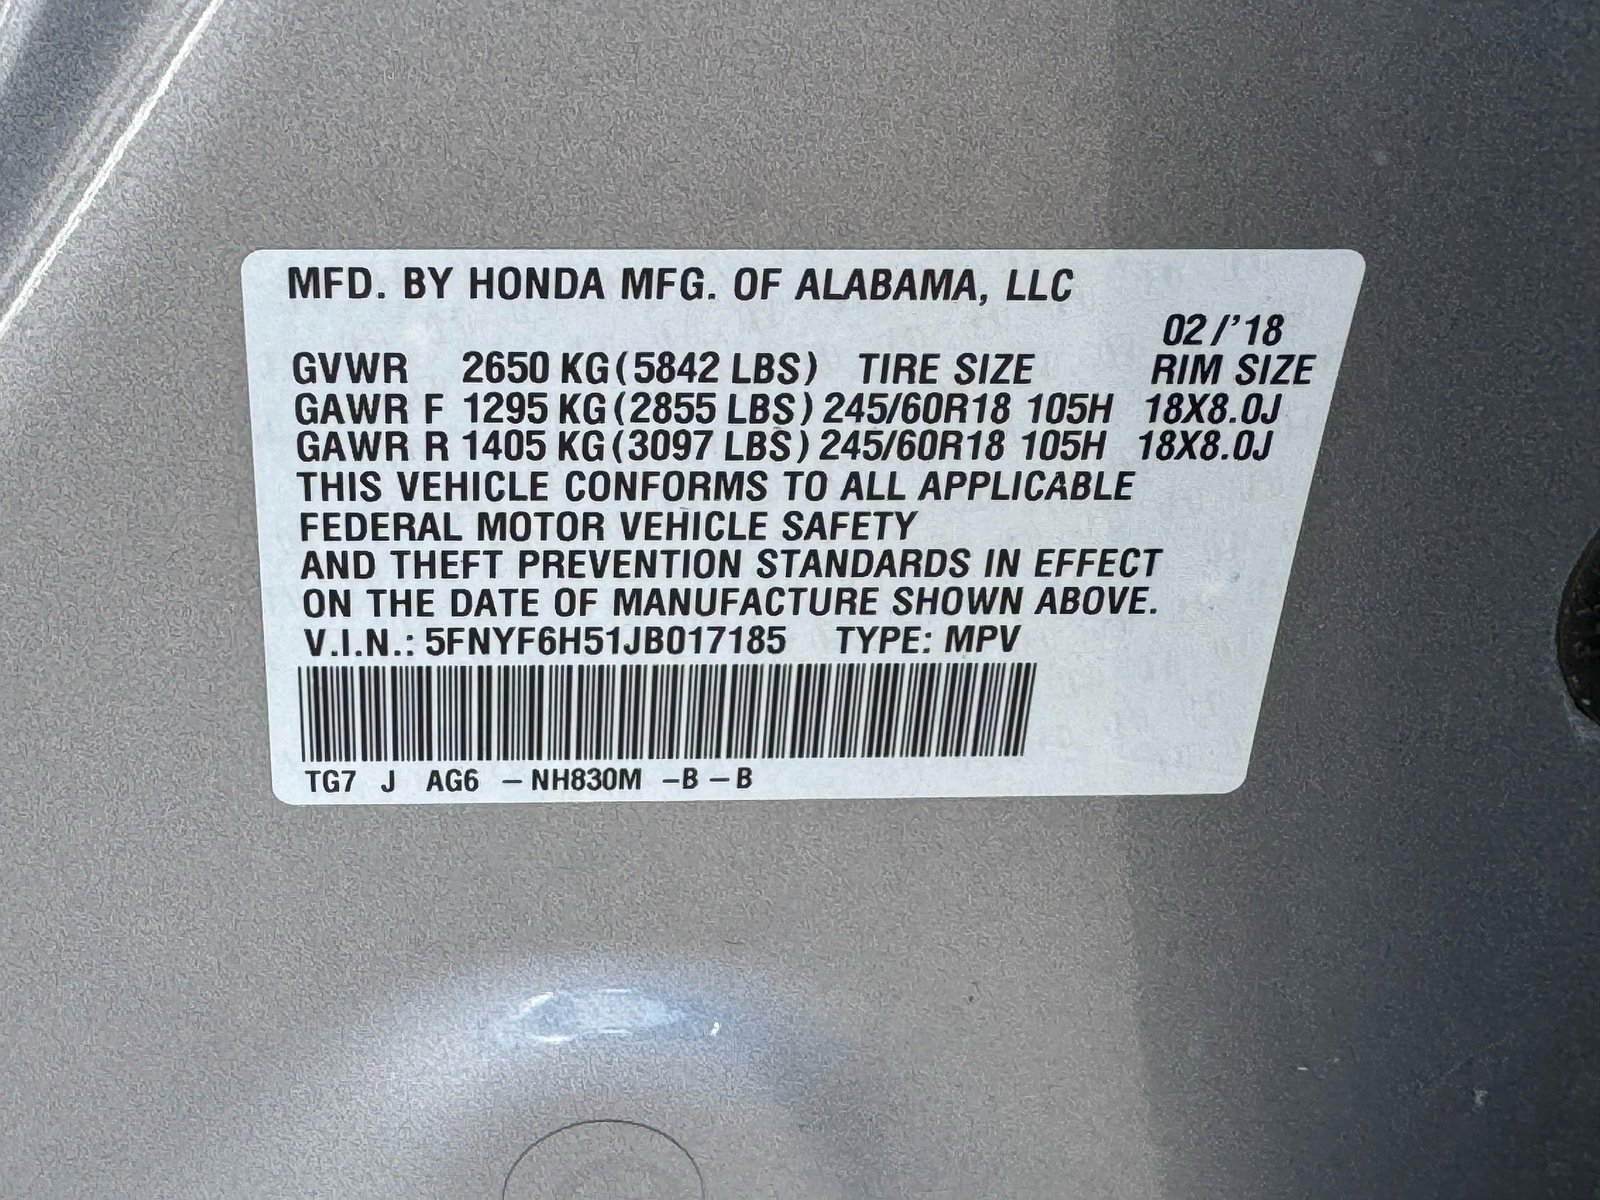 MFD. BY HONDA MFG. OF ALABAMA, LLC
02/'18
GVWR 2650 KG(5842 LBS) TIRE SIZE RIM SIZE
GAWR F 1295 KG(2855 LBS) 245/60R18 105H 18X8.0J
GAWR R 1405 KG(3097 LBS) 245/60R18 105H 18X8.0J
THIS VEHICLE CONFORMS TO ALL APPLICABLE
FEDERAL MOTOR VEHICLE SAFETY
AND THEFT PREVENTION STANDARDS IN EFFECT
ON THE DATE OF MANUFACTURE SHOWN ABOVE.
V.I.N.: 5FNYF6H51JB017185 TYPE: MPV
TG7 J AG6 – NH830M – B – B